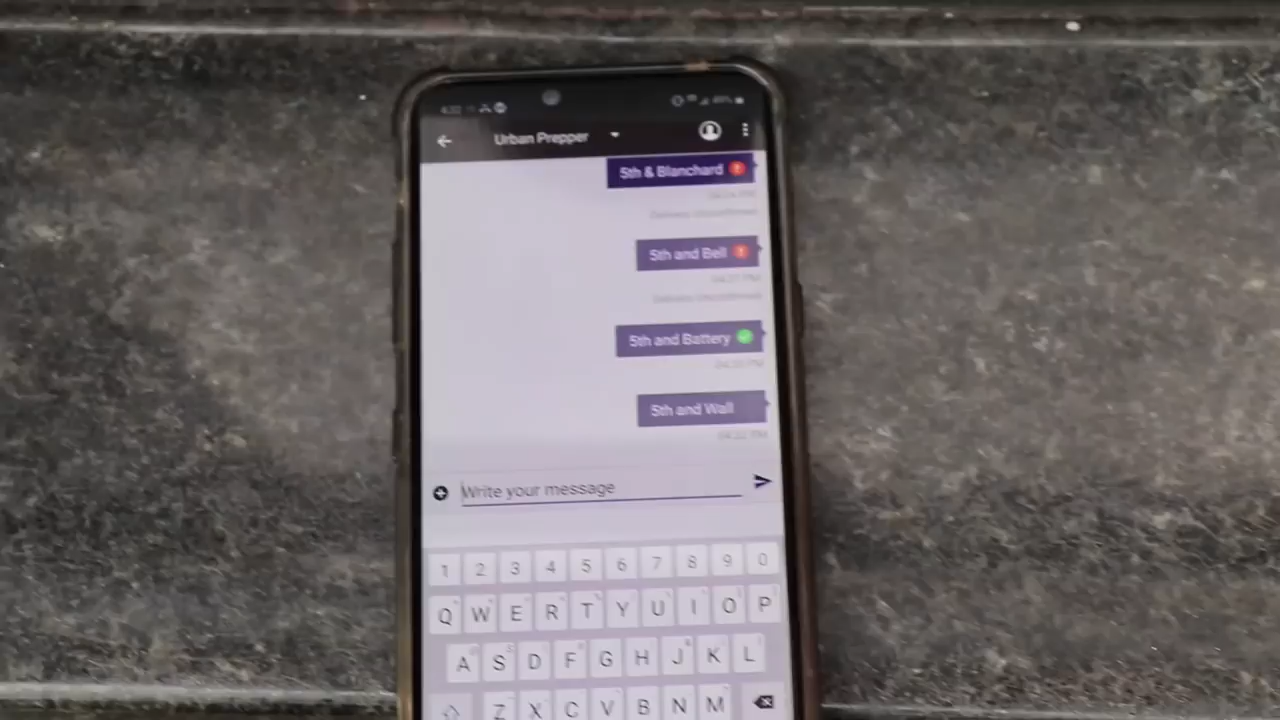 Urban Prepper
5th & Blanchard
5th and Bell
5th and Battery
5th and Wall
Write your message
1 2 3 4 5 6 7 8 9 0
Q W E R T Y U I O P
A S D F G H J K L
Z X C V B N M